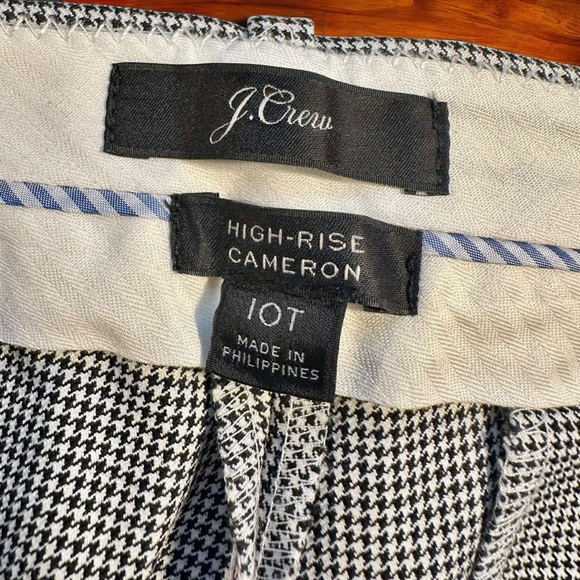 J.Crew
HIGH-RISE
CAMERON
10T
MADE IN
PHILIPPINES